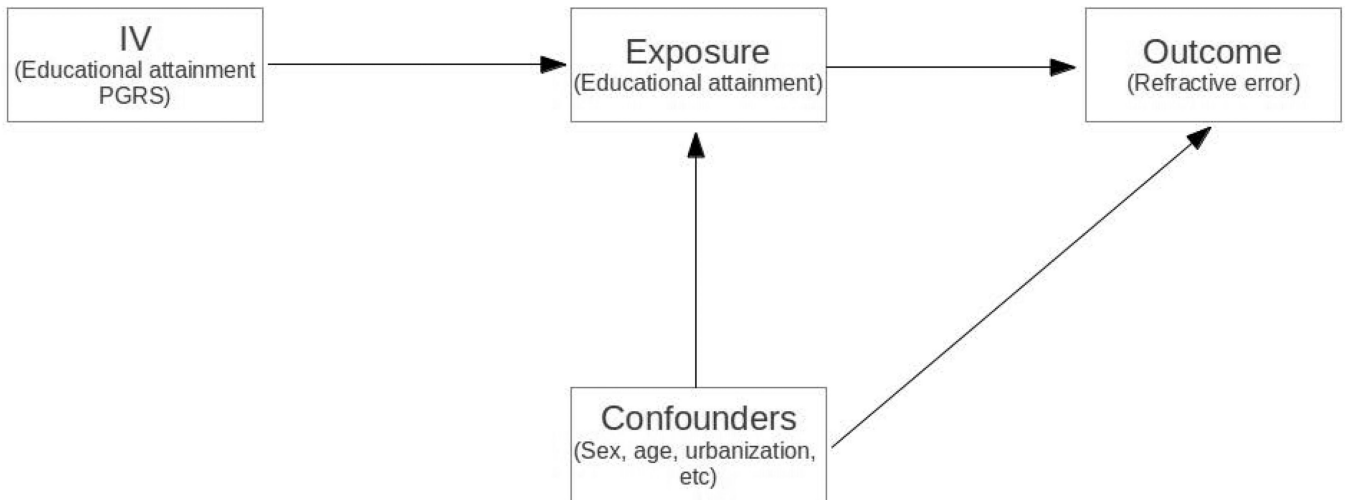 IV
(Educational attainment
PGRS)
Exposure
(Educational attainment)
Outcome
(Refractive error)
Confounders
(Sex, age, urbanization,
etc)